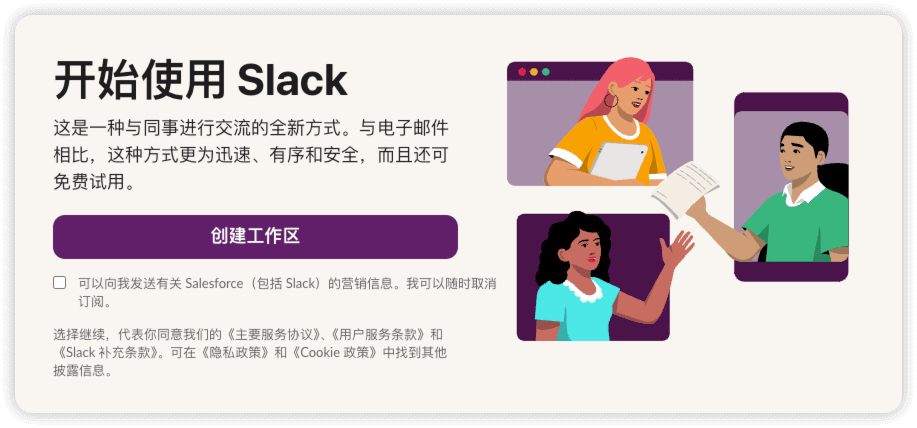 开始使用 Slack
这是一种与同事进行交流的全新方式。与电子邮件
相比，这种方式更为迅速、有序和安全，而且还可
免费试用。
创建工作区
可以向我发送有关 Salesforce（包括 Slack）的营销信息。我可以随时取消
订阅。
选择继续，代表你同意我们的《主要服务协议》、《用户服务条款》和
《Slack 补充条款》。可在《隐私政策》和《Cookie 政策》中找到其他
披露信息。